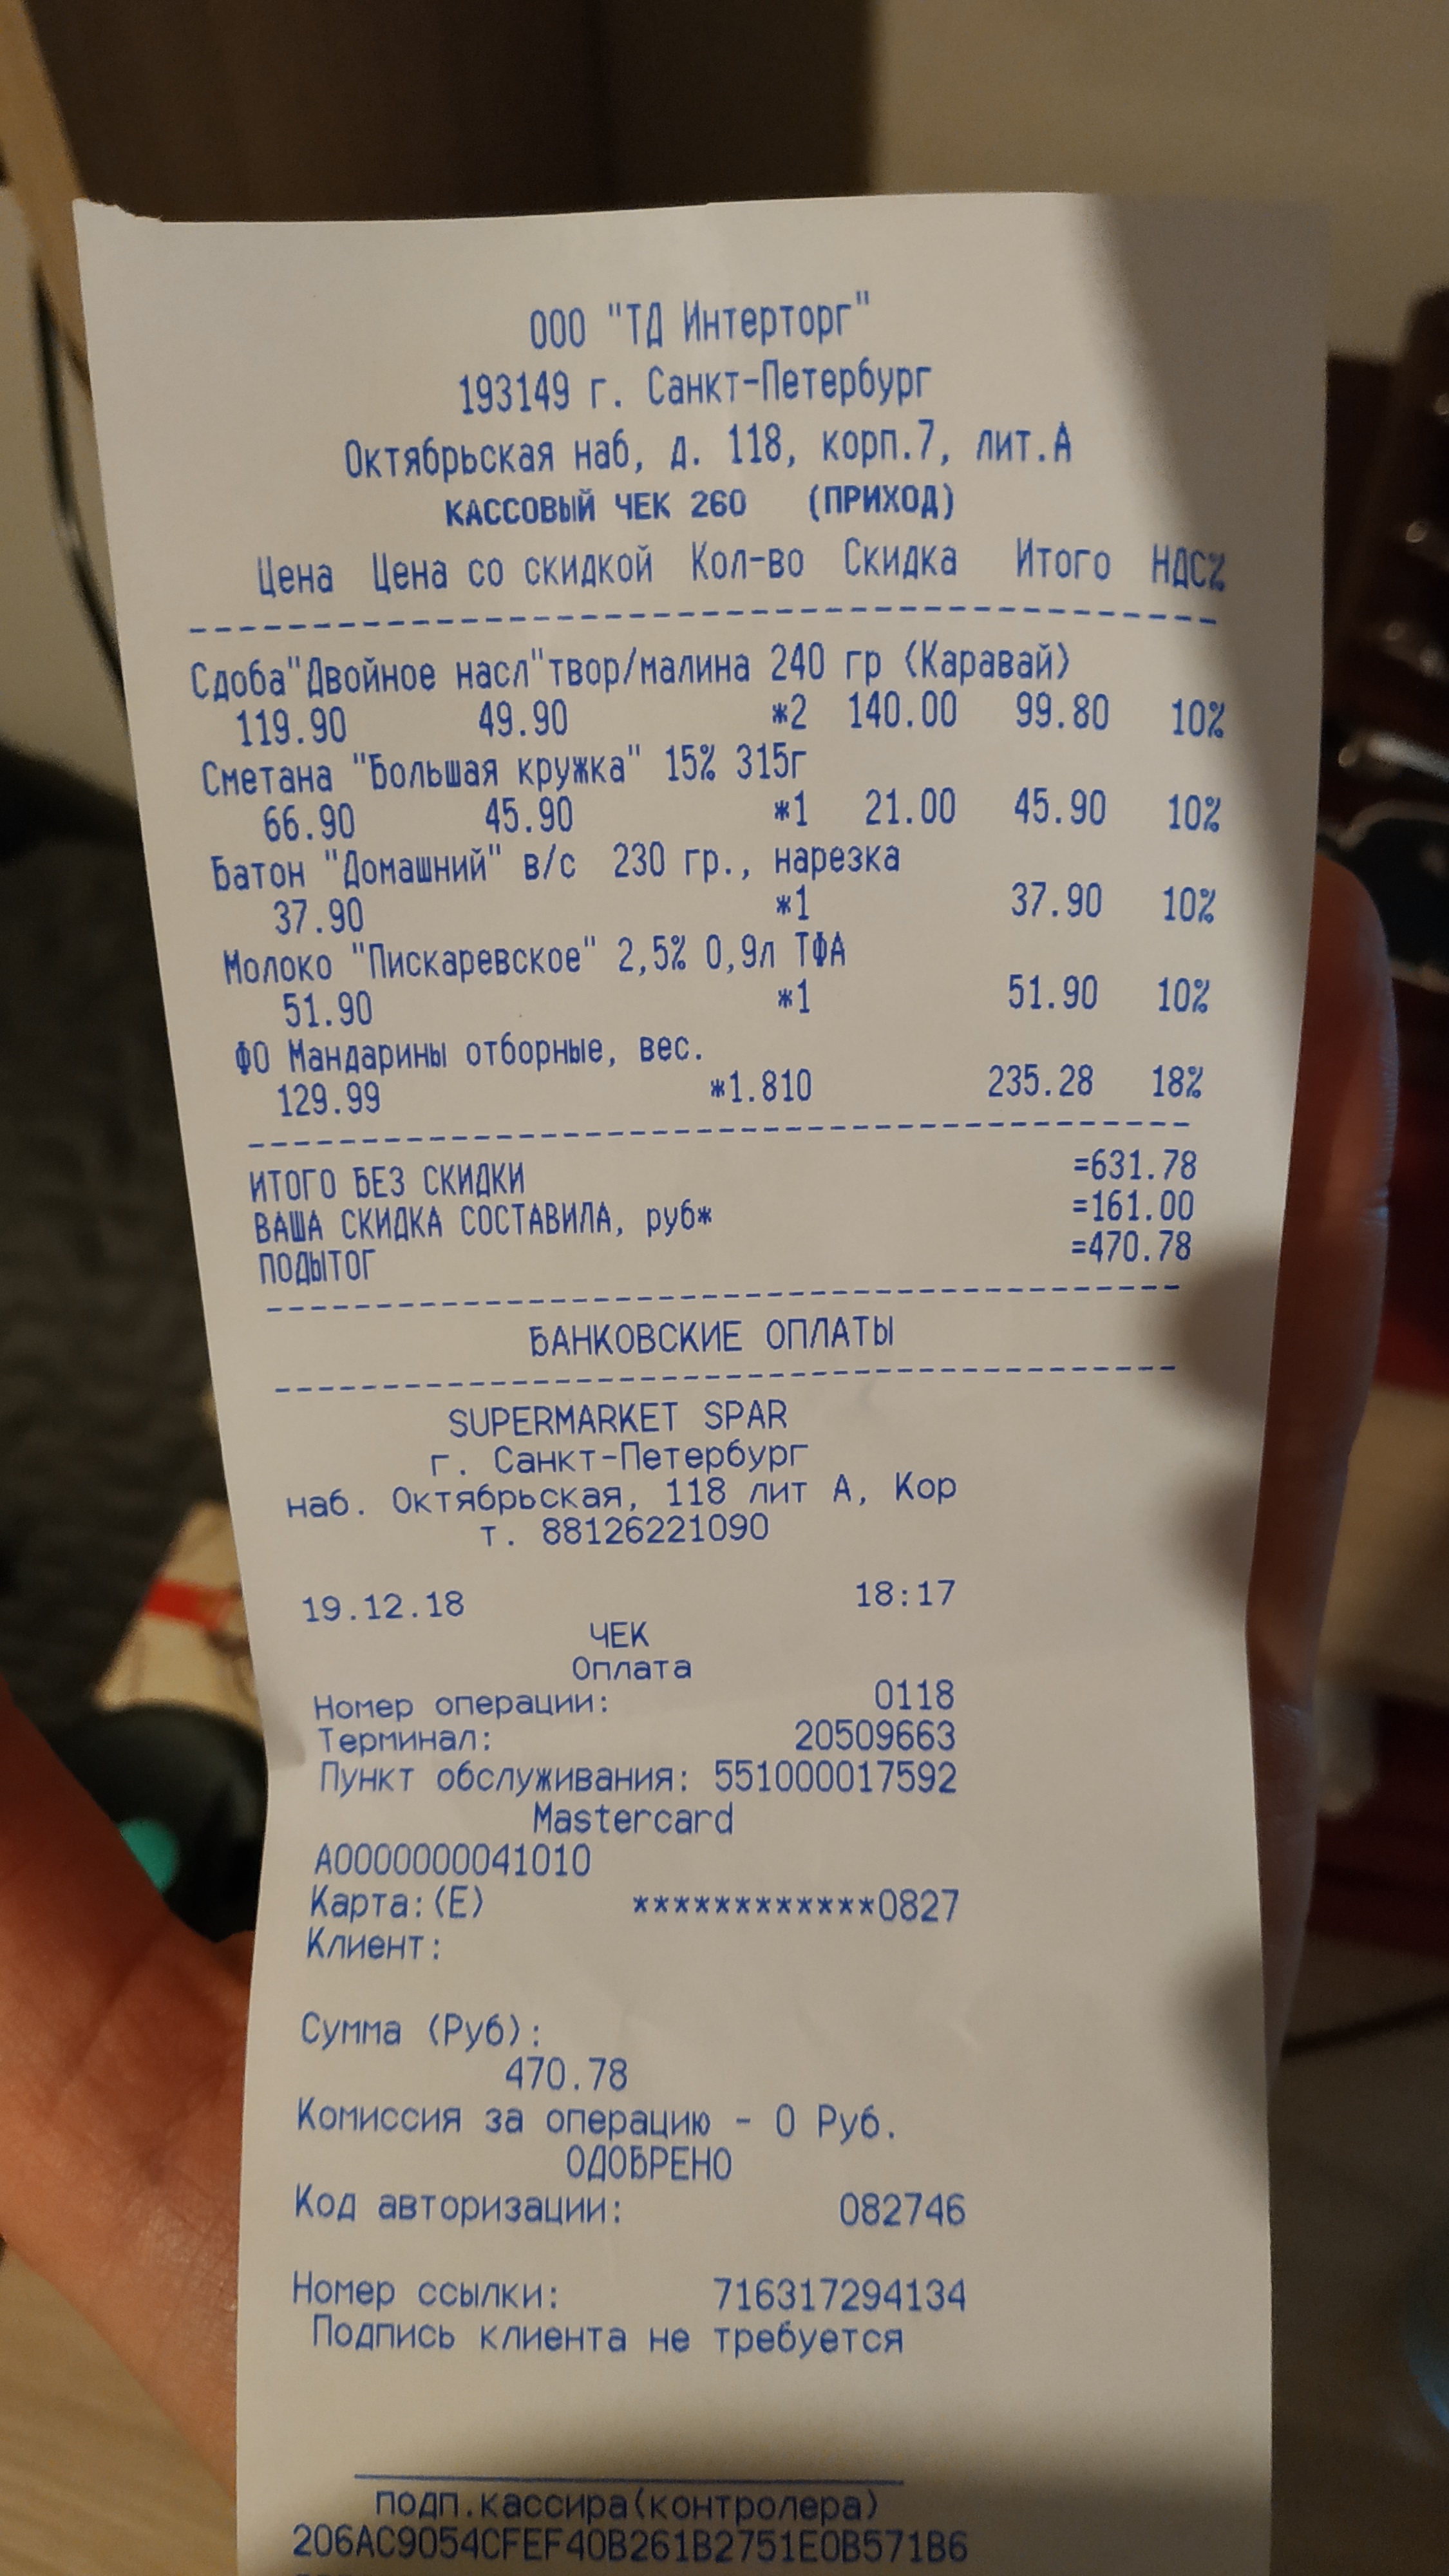 ООО "ТД Интерторг"
193149 г. Санкт-Петербург
Октябрьская наб, д. 118, корп.7, лит.А
КАССОВЫЙ ЧЕК 260 (ПРИХОД)
Цена Цена со скидкой Кол-во Скидка Итого НДС%
Сдоба"Двойное насл"твор/малина 240 гр (Каравай)
119.90 49.90 *2 140.00 99.80 10%
Сметана "Большая кружка" 15% 315г
66.90 45.90 *1 21.00 45.90 10%
Батон "Домашний" в/с 230 гр., нарезка
37.90 *1 37.90 10%
Молоко "Пискаревское" 2,5% 0,9л ТФА
51.90 *1 51.90 10%
ФО Мандарины отборные, вес.
129.99 *1.810 235.28 18%
ИТОГО БЕЗ СКИДКИ =631.78
ВАША СКИДКА СОСТАВИЛА, руб* =161.00
ПОДЫТОГ =470.78
БАНКОВСКИЕ ОПЛАТЫ
SUPERMARKET SPAR
г. Санкт-Петербург
наб. Октябрьская, 118 лит А, Кор
т. 88126221090
19.12.18 18:17
ЧЕК
Оплата
Номер операции: 0118
Терминал: 20509663
Пункт обслуживания: 551000017592
Mastercard
A0000000041010
Карта:(E) ************0827
Клиент:
Сумма (Руб):
470.78
Комиссия за операцию - 0 Руб.
ОДОБРЕНО
Код авторизации: 082746
Номер ссылки: 716317294134
Подпись клиента не требуется
подп.кассира(контролера)
206AC9054CFEF40B261B2751E0B571B6